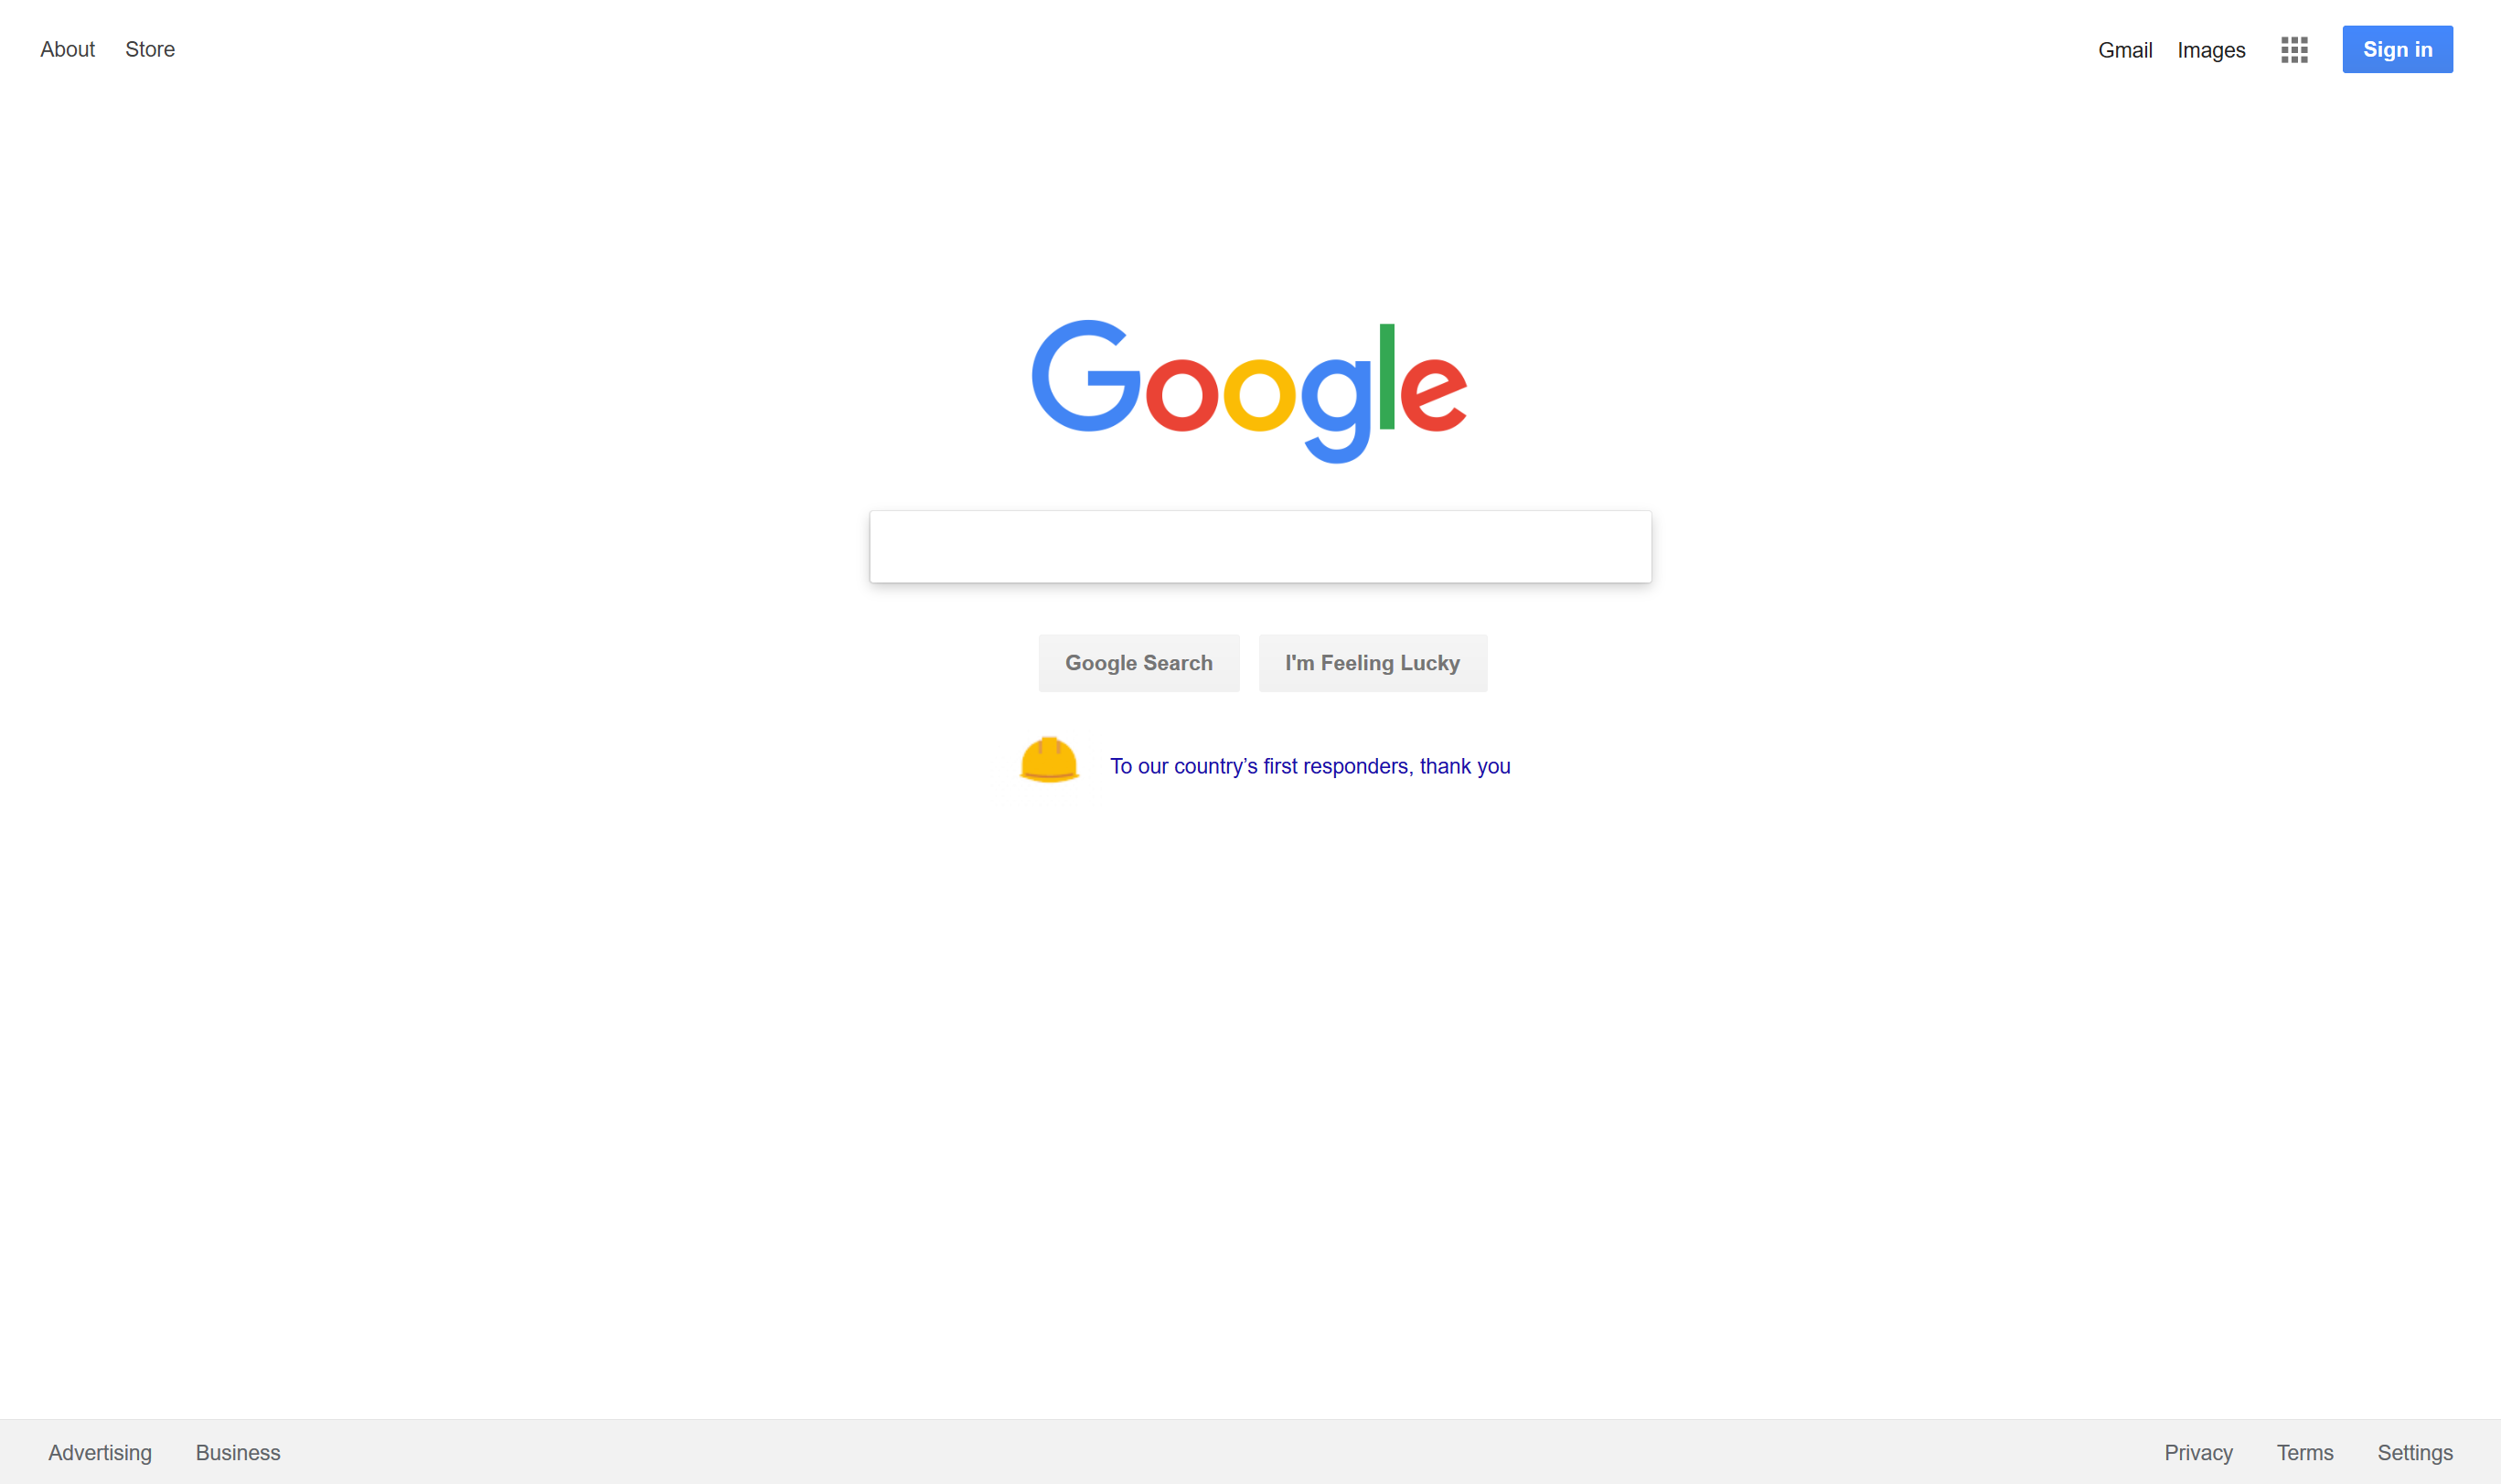 About Store Gmail Images Sign in
Google
Google Search I'm Feeling Lucky
To our country’s first responders, thank you
Advertising Business Privacy Terms Settings